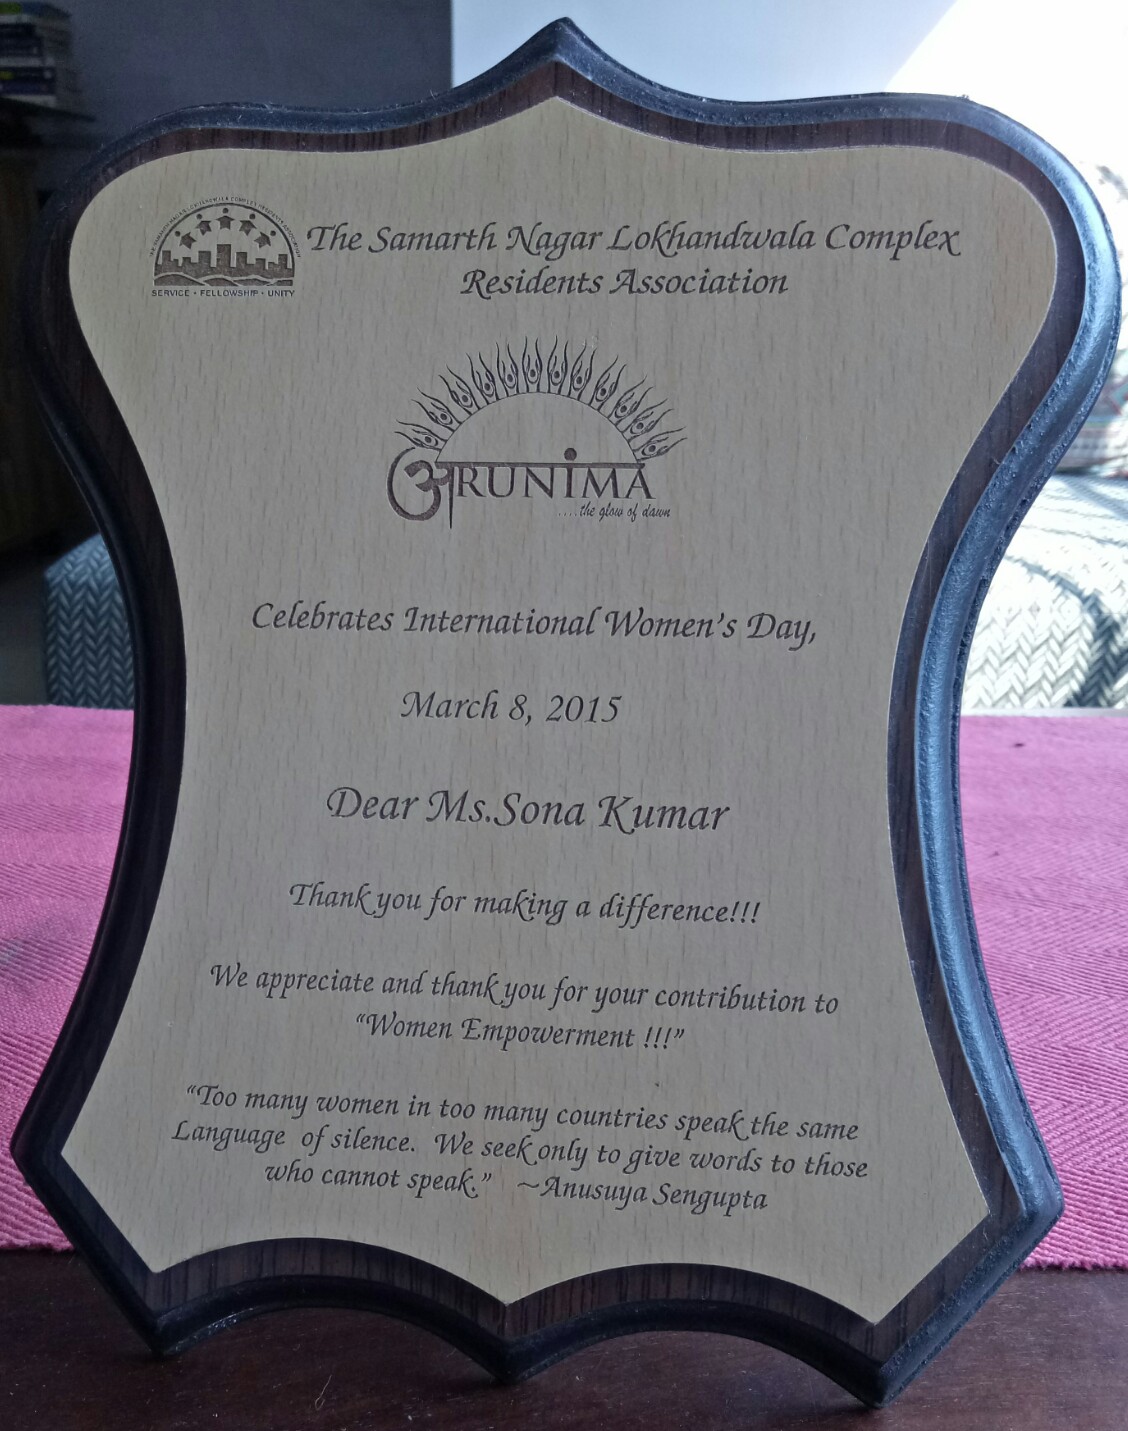 SERVICE • FELLOWSHIP • UNITY
The Samarth Nagar Lokhandwala Complex
Residents Association
अRUNIMA
....the glow of dawn
Celebrates International Women's Day,
March 8, 2015
Dear Ms.Sona Kumar
Thank you for making a difference!!!
We appreciate and thank you for your contribution to
“Women Empowerment !!!”
“Too many women in too many countries speak the same
Language of silence. We seek only to give words to those
who cannot speak.” ~Anusuya Sengupta